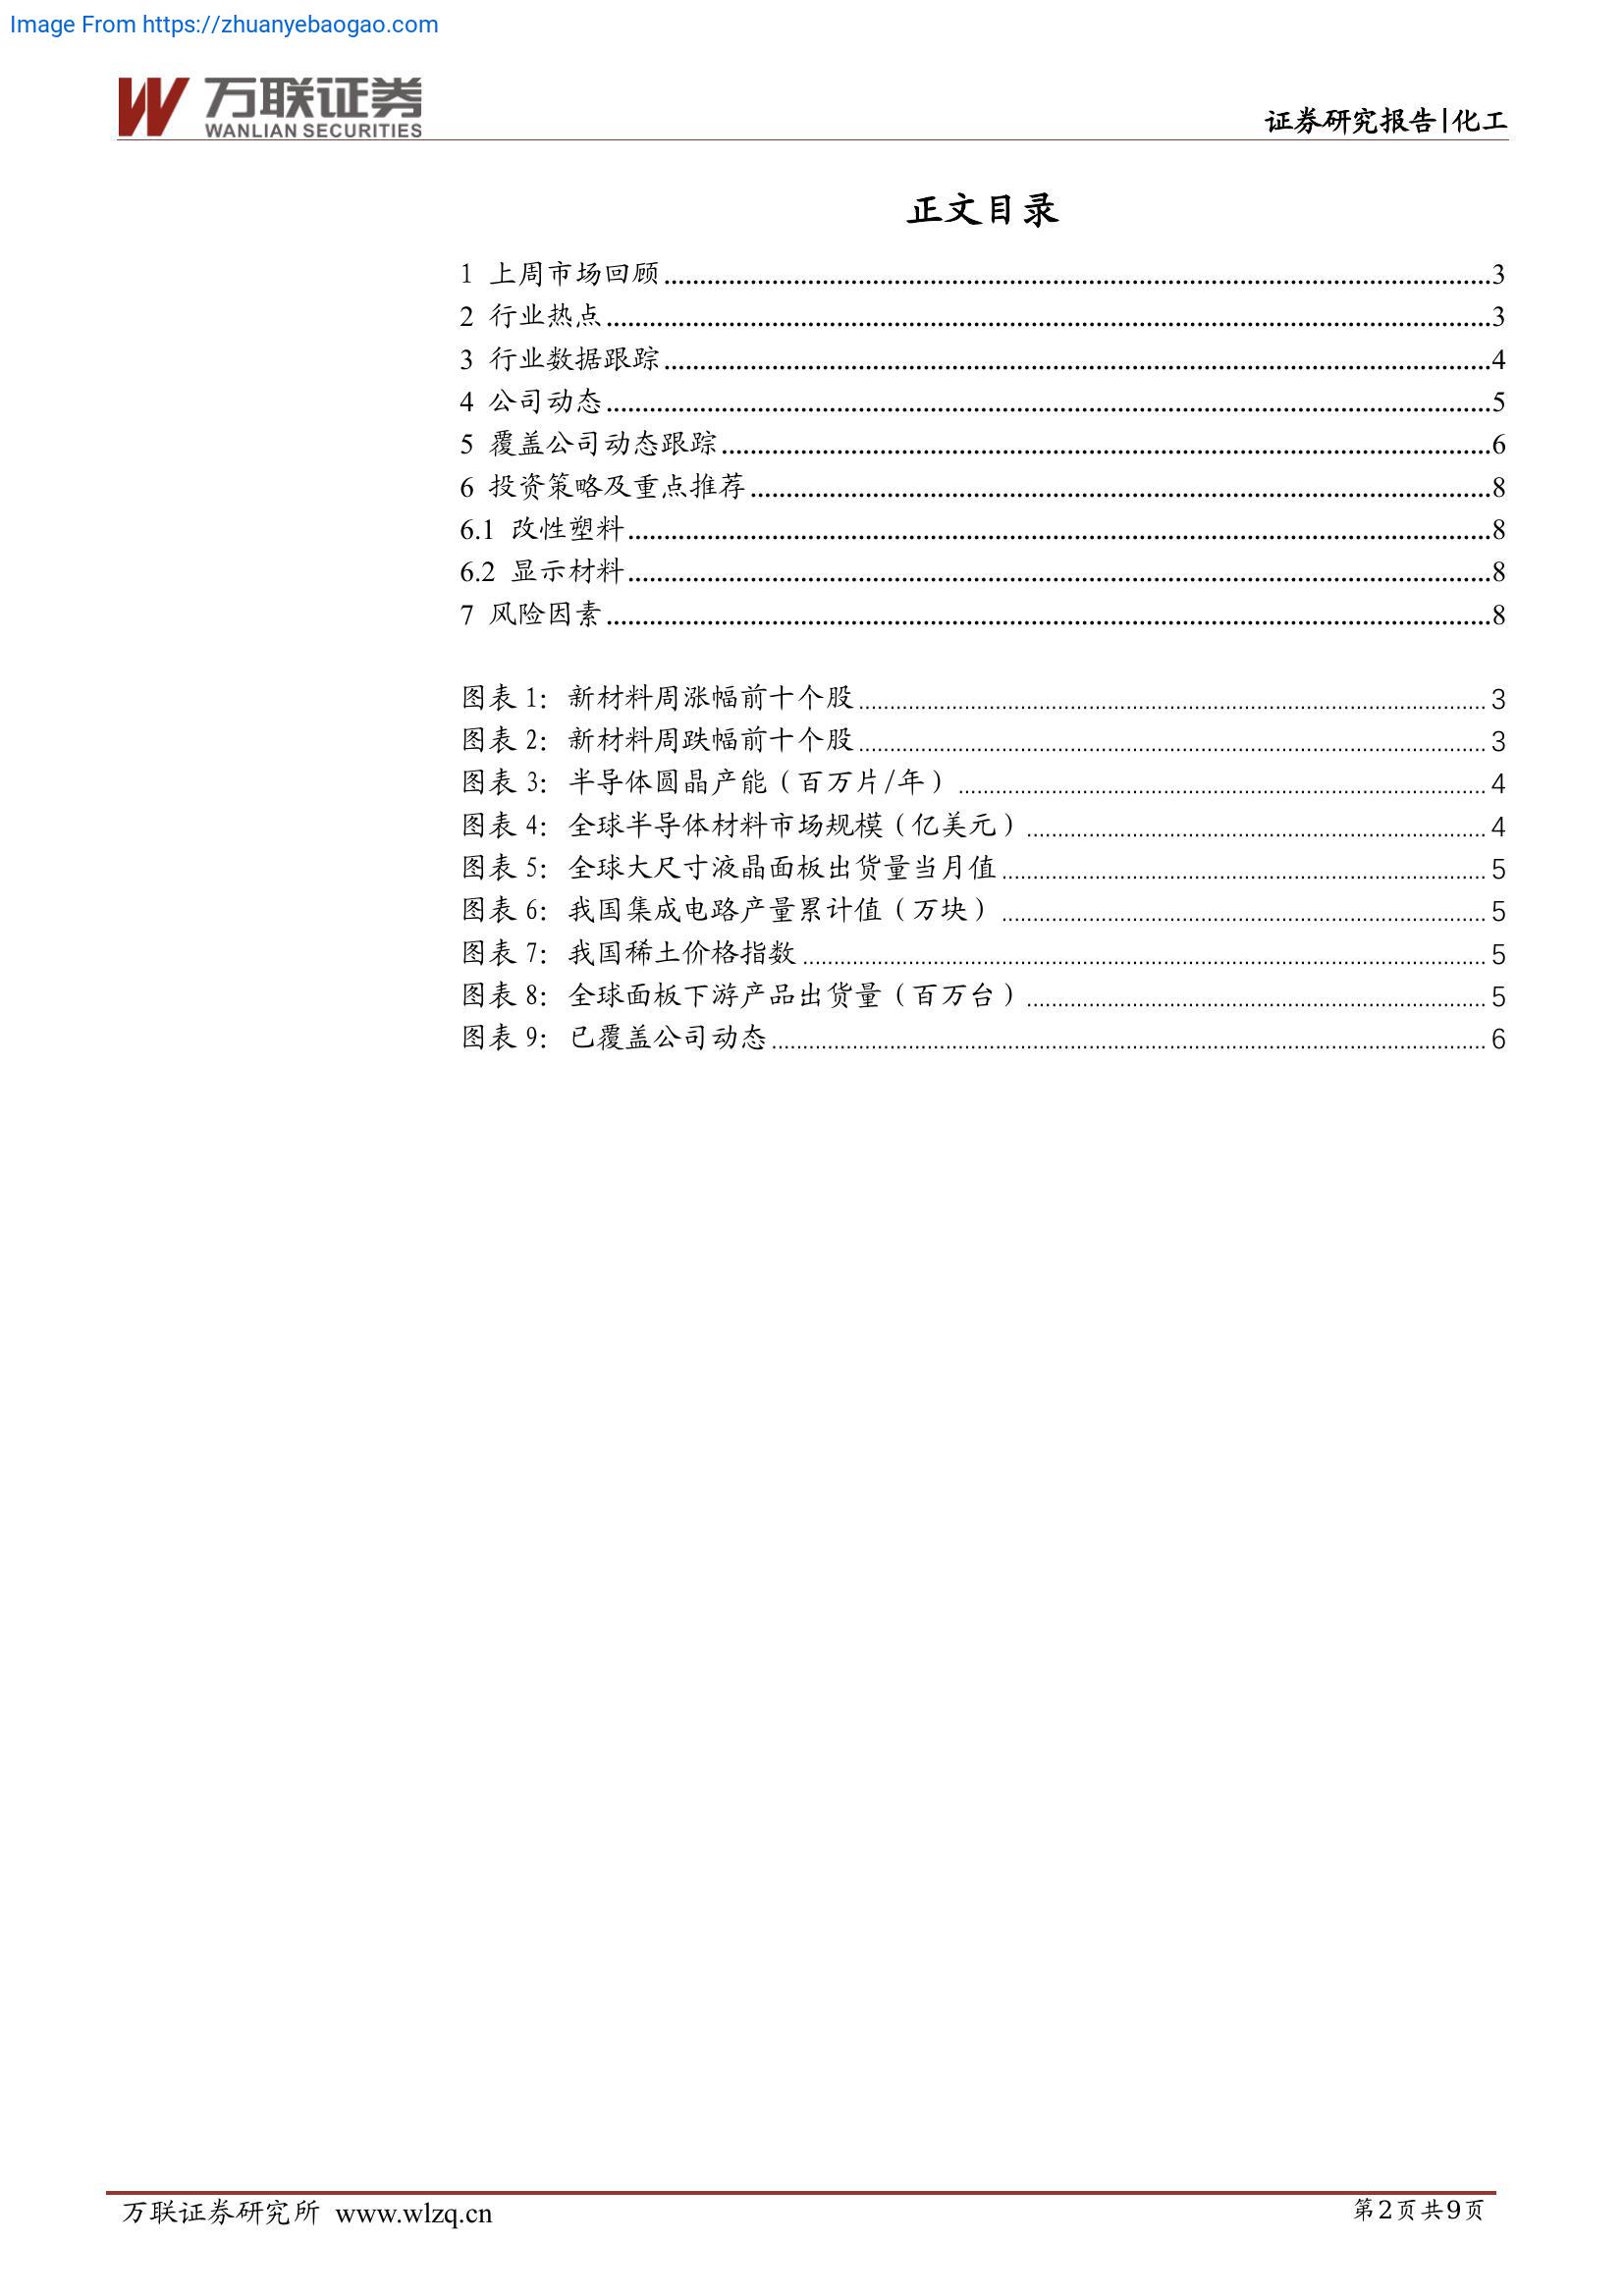 Image From https://zhuanyebaogao.com
万联证券
WANLIAN SECURITIES
证券研究报告|化工
正文目录
1 上周市场回顾 3
2 行业热点 3
3 行业数据跟踪 4
4 公司动态 5
5 覆盖公司动态跟踪 6
6 投资策略及重点推荐 8
6.1 改性塑料 8
6.2 显示材料 8
7 风险因素 8
图表 1：新材料周涨幅前十个股 3
图表 2：新材料周跌幅前十个股 3
图表 3：半导体圆晶产能（百万片/年） 4
图表 4：全球半导体材料市场规模（亿美元） 4
图表 5：全球大尺寸液晶面板出货量当月值 5
图表 6：我国集成电路产量累计值（万块） 5
图表 7：我国稀土价格指数 5
图表 8：全球面板下游产品出货量（百万台） 5
图表 9：已覆盖公司动态 6
万联证券研究所 www.wlzq.cn
第2页共9页